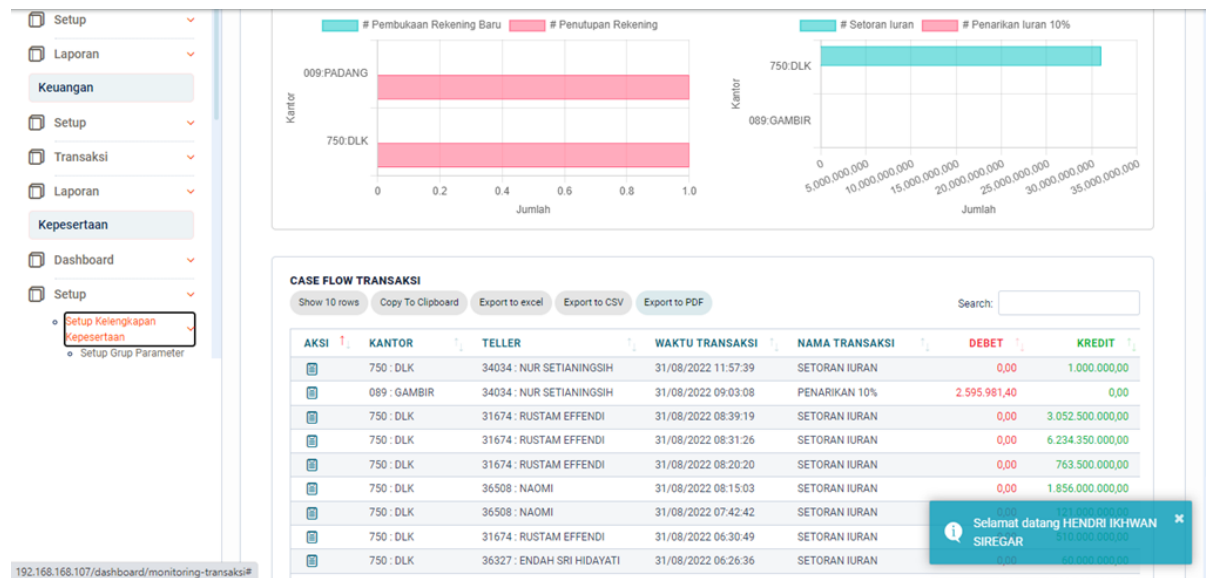 Setup
Laporan
Keuangan
Setup
Transaksi
Laporan
Kepesertaan
Dashboard
Setup
Setup Kelengkapan
Kepesertaan
Setup Grup Parameter
# Pembukaan Rekening Baru # Penutupan Rekening
Kantor
009:PADANG
750:DLK
0 0.2 0.4 0.6 0.8 1.0
Jumlah
# Setoran Iuran # Penarikan Iuran 10%
Kantor
750:DLK
089:GAMBIR
0 5,000,000,000 10,000,000,000 15,000,000,000 20,000,000,000 25,000,000,000 30,000,000,000 35,000,000,000
Jumlah
CASE FLOW TRANSAKSI
Show 10 rows Copy To Clipboard Export to excel Export to CSV Export to PDF Search:
AKSI KANTOR TELLER WAKTU TRANSAKSI NAMA TRANSAKSI DEBET KREDIT
750 : DLK 34034 : NUR SETIANINGSIH 31/08/2022 11:57:39 SETORAN IURAN 0,00 1.000.000,00
089 : GAMBIR 34034 : NUR SETIANINGSIH 31/08/2022 09:03:08 PENARIKAN 10% 2.595.981,40 0,00
750 : DLK 31674 : RUSTAM EFFENDI 31/08/2022 08:39:19 SETORAN IURAN 0,00 3.052.500.000,00
750 : DLK 31674 : RUSTAM EFFENDI 31/08/2022 08:31:26 SETORAN IURAN 0,00 6.234.350.000,00
750 : DLK 31674 : RUSTAM EFFENDI 31/08/2022 08:20:20 SETORAN IURAN 0,00 763.500.000,00
750 : DLK 36508 : NAOMI 31/08/2022 08:15:03 SETORAN IURAN 0,00 1.856.000.000,00
750 : DLK 36508 : NAOMI 31/08/2022 07:42:42 SETORAN IURAN
750 : DLK 31674 : RUSTAM EFFENDI 31/08/2022 06:30:49 SETORAN IURAN
750 : DLK 36327 : ENDAH SRI HIDAYATI 31/08/2022 06:26:36 SETORAN IURAN
Selamat datang HENDRI IKHWAN
SIREGAR
192.168.168.107/dashboard/monitoring-transaksi#